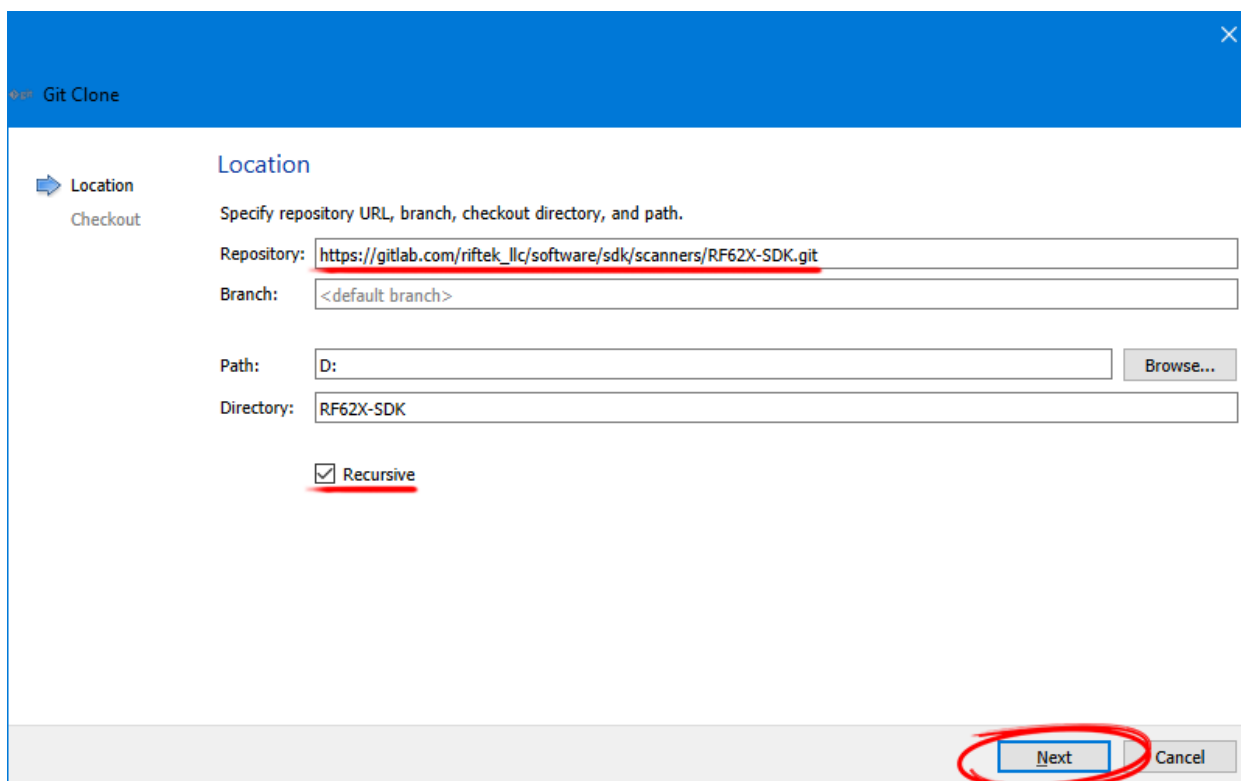 Git Clone
Location
Checkout
Location
Specify repository URL, branch, checkout directory, and path.
Repository: https://gitlab.com/riftek_llc/software/sdk/scanners/RF62X-SDK.git
Branch: <default branch>
Path: D: Browse...
Directory: RF62X-SDK
Recursive
Next Cancel